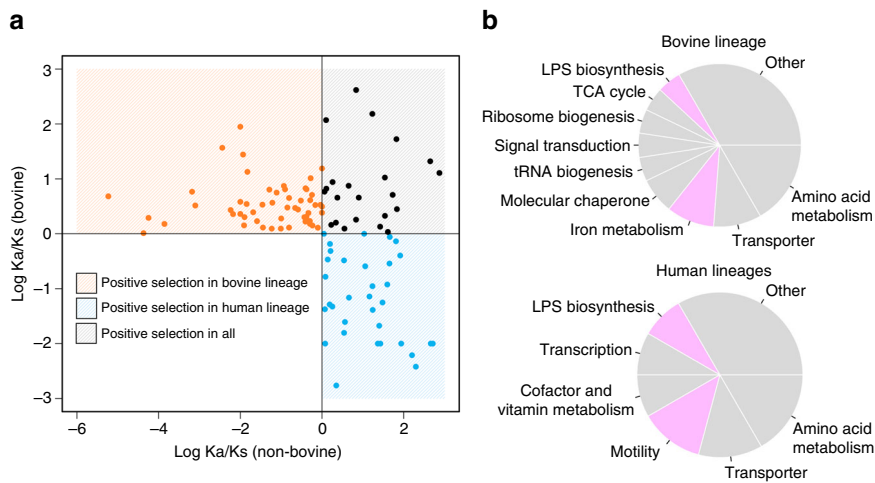 a
3
2
1
0
–1
–2
–3
Log Ka/Ks (bovine)
Positive selection in bovine lineage
Positive selection in human lineage
Positive selection in all
–6
–4
–2
0
2
Log Ka/Ks (non-bovine)
b
Bovine lineage
Other
LPS biosynthesis
TCA cycle
Ribosome biogenesis
Signal transduction
tRNA biogenesis
Molecular chaperone
Iron metabolism
Transporter
Amino acid
metabolism
Human lineages
Other
LPS biosynthesis
Transcription
Cofactor and
vitamin metabolism
Motility
Transporter
Amino acid
metabolism